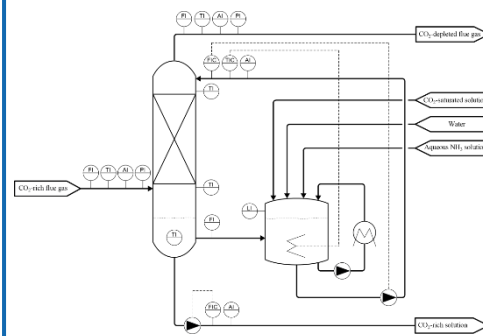 FI TI AI PI
CO₂-depleted flue gas
FIC TIC AI
TI
CO₂-saturated solution
Water
Aqueous NH₃ solution
FI TI AI PI
CO₂-rich flue gas
TI
LI
FI
TI
FIC AI
CO₂-rich solution